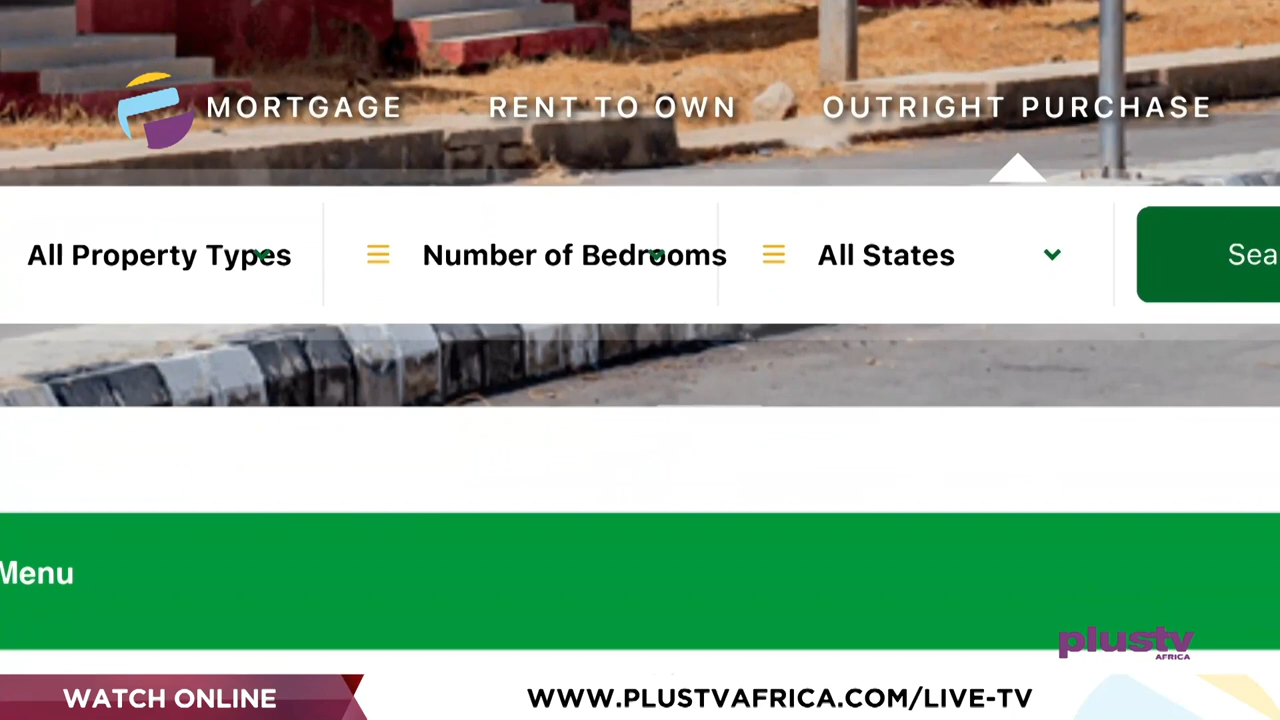 MORTGAGE RENT TO OWN OUTRIGHT PURCHASE
All Property Types Number of Bedrooms All States Sea
Menu
plustv
AFRICA
WATCH ONLINE WWW.PLUSTVAFRICA.COM/LIVE-TV